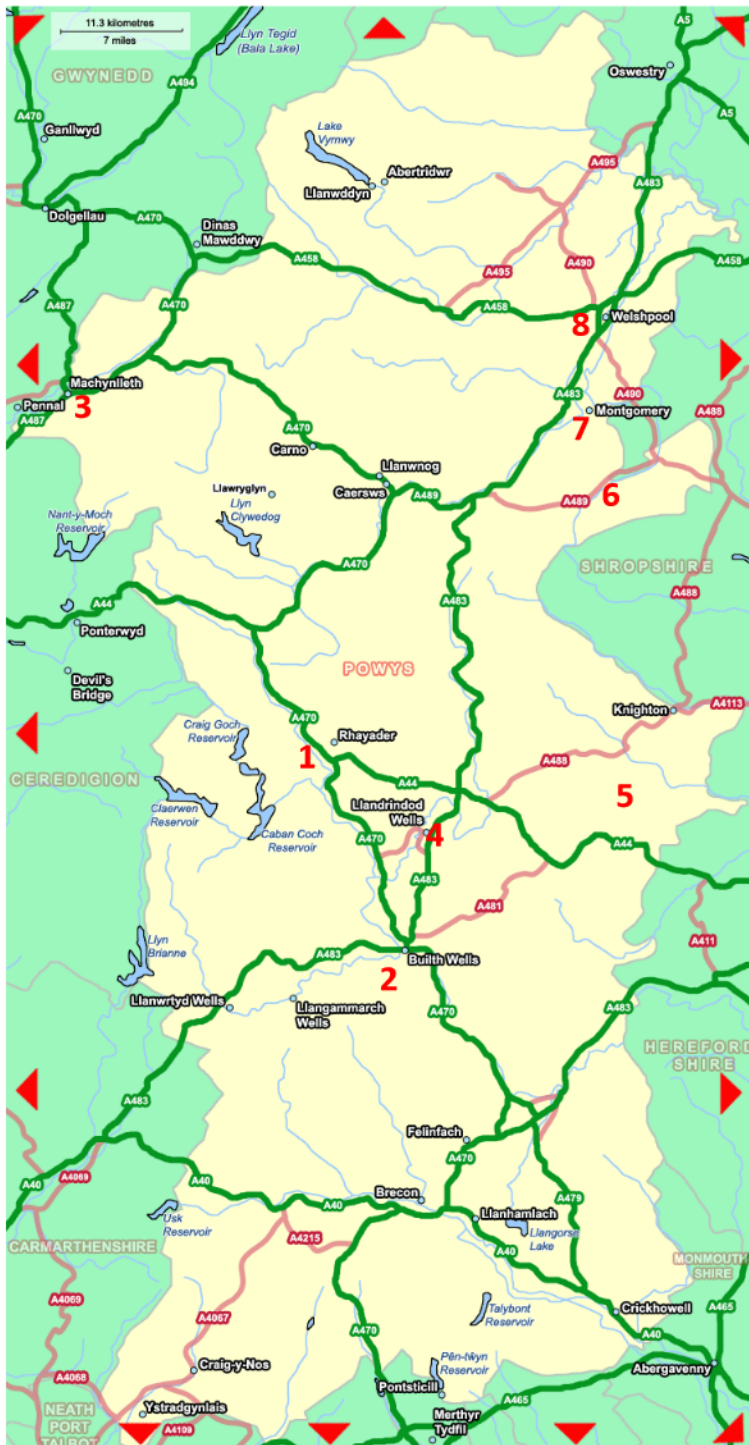 11.3 kilometres
7 miles
Llyn Tegid
(Bala Lake)
A5
Oswestry
GWYNEDD
A494
A470
Ganllwyd
A5
Lake
Vyrnwy
A495
Abertridwr
Llanwddyn
A483
Dolgellau
A470
Dinas
Mawddwy
A458
A495
A490
A458
A487
A470
A458
8
Welshpool
Machynlleth
Pennal
3
A487
A483
A490
Montgomery
A488
7
A470
Carno
Llanwnog
Caersws
A489
Llawryglyn
Llyn
Clywedog
A489
6
Nant-y-Moch
Reservoir
A470
SHROPSHIRE
A44
A483
A488
Ponterwyd
POWYS
Devil's
Bridge
Knighton
A4113
A470
Craig Goch
Reservoir
Rhayader
1
A488
CEREDIGION
A44
5
Claerwen
Reservoir
Caban Coch
Reservoir
Llandrindod
Wells
4
A470
A44
A483
A481
A411
Llyn
Brianne
A483
Builth Wells
2
Llanwrtyd Wells
Llangammarch
Wells
A470
A483
HEREFORD
SHIRE
A483
Felinfach
A470
A4069
A40
A40
Brecon
A479
Usk
Reservoir
Llanhamlach
Llangorse
Lake
A4215
A40
CARMARTHENSHIRE
MONMOUTH
SHIRE
A4069
A4067
Talybont
Reservoir
Crickhowell
A465
A470
A40
Craig-y-Nos
Pên-tŵyn
Reservoir
Abergavenny
A4068
Pontsticill
A465
NEATH
PORT
TALBOT
Ystradgynlais
A4109
Merthyr
Tydfil